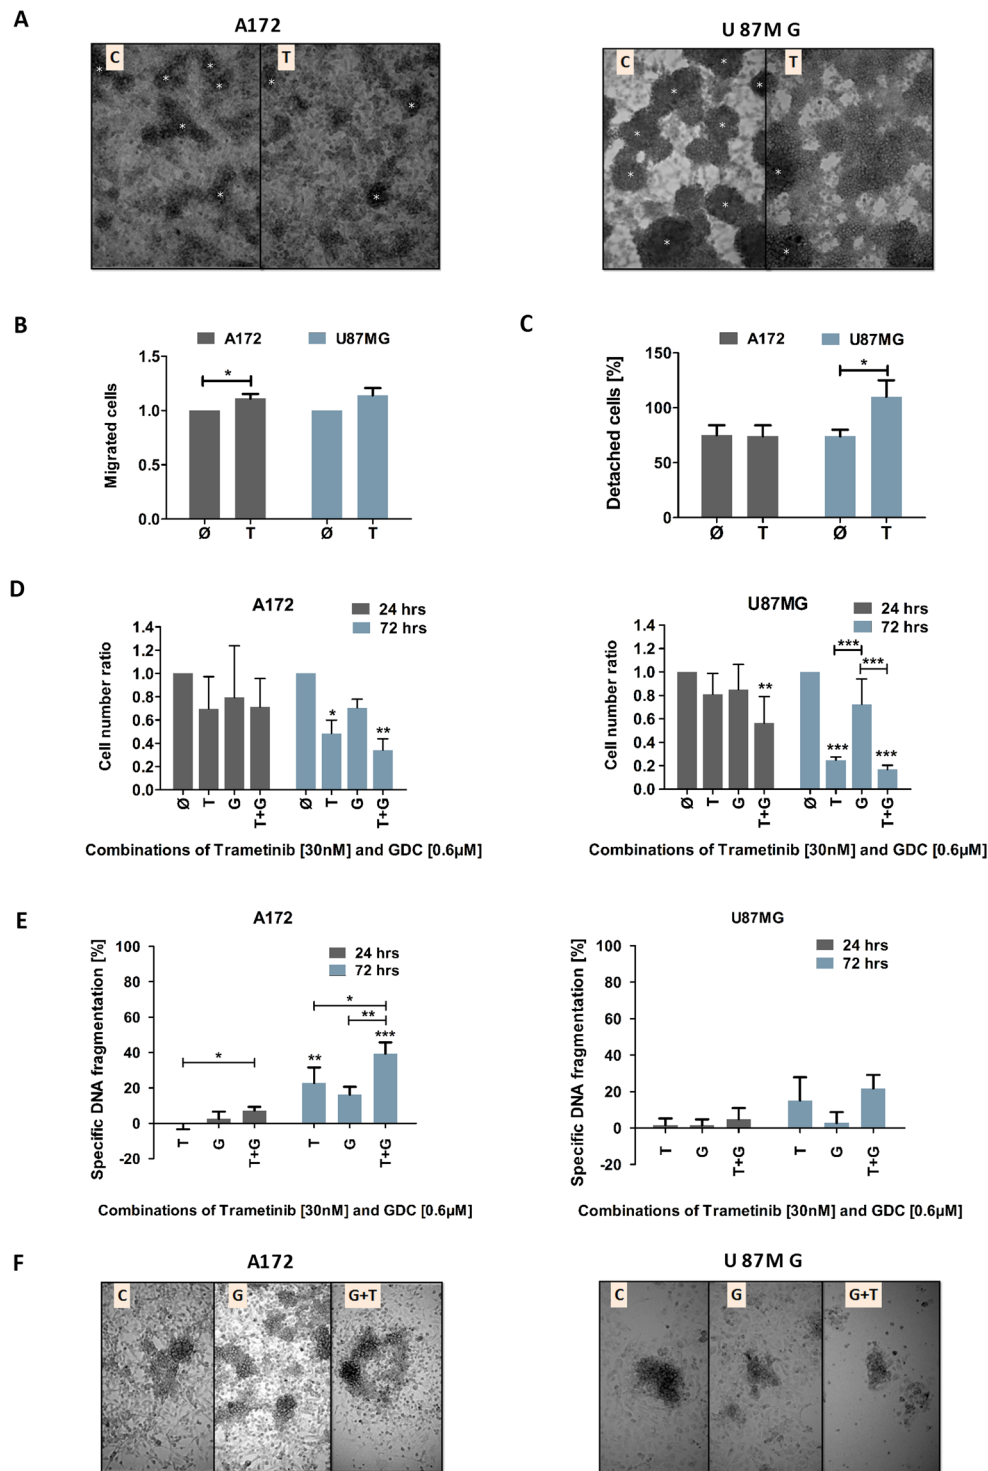 A
A172
U 87M G
C
T
C
T
B
A172
U87MG
Migrated cells
1.5
1.0
0.5
0.0
*
Ø
T
Ø
T
C
A172
U87MG
Detached cells [%]
150
100
50
0
*
Ø
T
Ø
T
D
A172
24 hrs
72 hrs
Cell number ratio
1.4
1.2
1.0
0.8
0.6
0.4
0.2
0.0
*
**
Ø
T
G
T+G
Ø
T
G
T+G
Combinations of Trametinib [30nM] and GDC [0.6µM]
U87MG
24 hrs
72 hrs
Cell number ratio
1.4
1.2
1.0
0.8
0.6
0.4
0.2
0.0
**
***
***
***
***
Ø
T
G
T+G
Ø
T
G
T+G
Combinations of Trametinib [30nM] and GDC [0.6µM]
E
A172
24 hrs
72 hrs
Specific DNA fragmentation [%]
100
80
60
40
20
0
-20
*
*
**
**
***
T
G
T+G
T
G
T+G
Combinations of Trametinib [30nM] and GDC [0.6µM]
U87MG
24 hrs
72 hrs
Specific DNA fragmentation [%]
100
80
60
40
20
0
-20
T
G
T+G
T
G
T+G
Combinations of Trametinib [30nM] and GDC [0.6µM]
F
A172
U 87M G
C
G
G+T
C
G
G+T